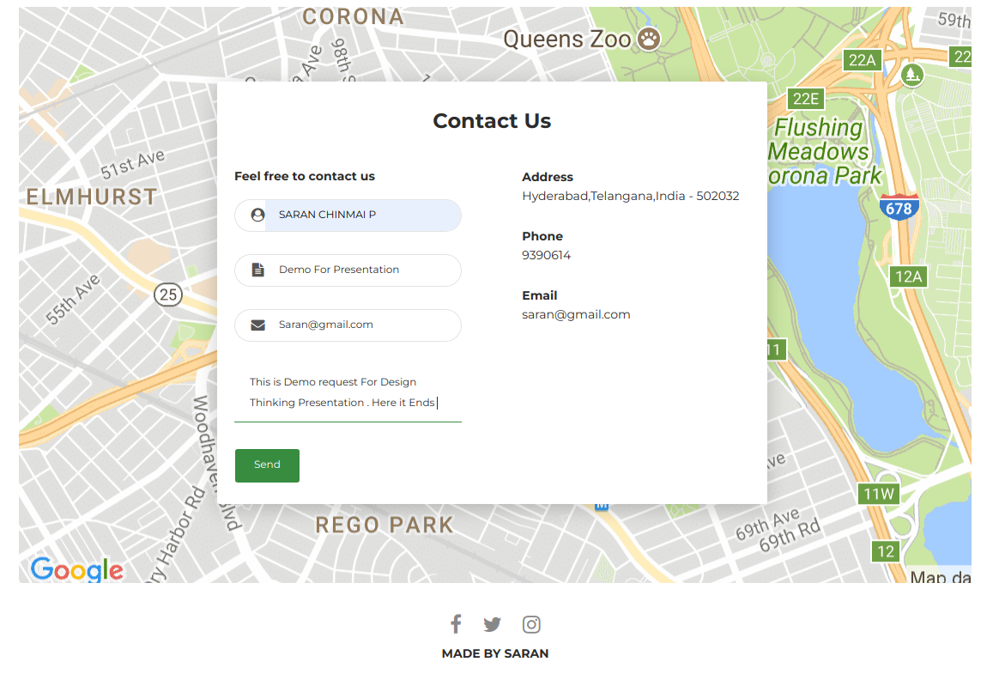 CORONA
Queens Zoo
59th
98th
22A
22
22E
Flushing
Meadows
orona Park
51st Ave
ELMHURST
678
25
12A
55th Ave
11
Contact Us
Feel free to contact us
SARAN CHINMAI P
Demo For Presentation
Saran@gmail.com
This is Demo request For Design
Thinking Presentation . Here it Ends
Send
Address
Hyderabad,Telangana,India - 502032
Phone
9390614
Email
saran@gmail.com
11W
M
REGO PARK
69th Ave
69th Rd
12
Google
Map da
MADE BY SARAN